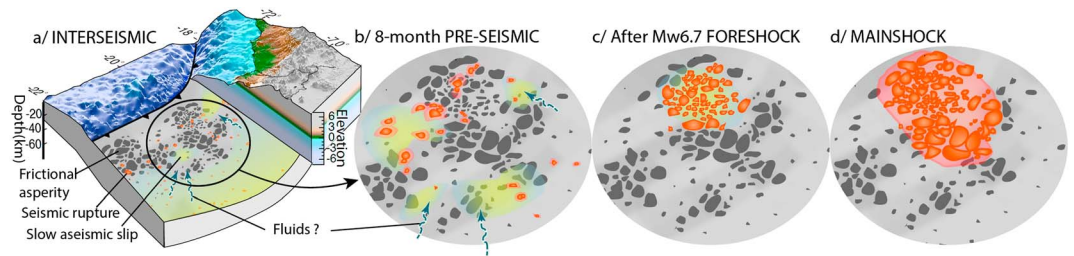 a/ INTERSEISMIC
b/ 8-month PRE-SEISMIC
c/ After Mw6.7 FORESHOCK
d/ MAINSHOCK
-72°
-70°
-18°
-20°
-22°
Depth(km)
-20
-40
-60
Elevation
6
3
0
-3
-6
Frictional
asperity
Seismic rupture
Slow aseismic slip
Fluids ?